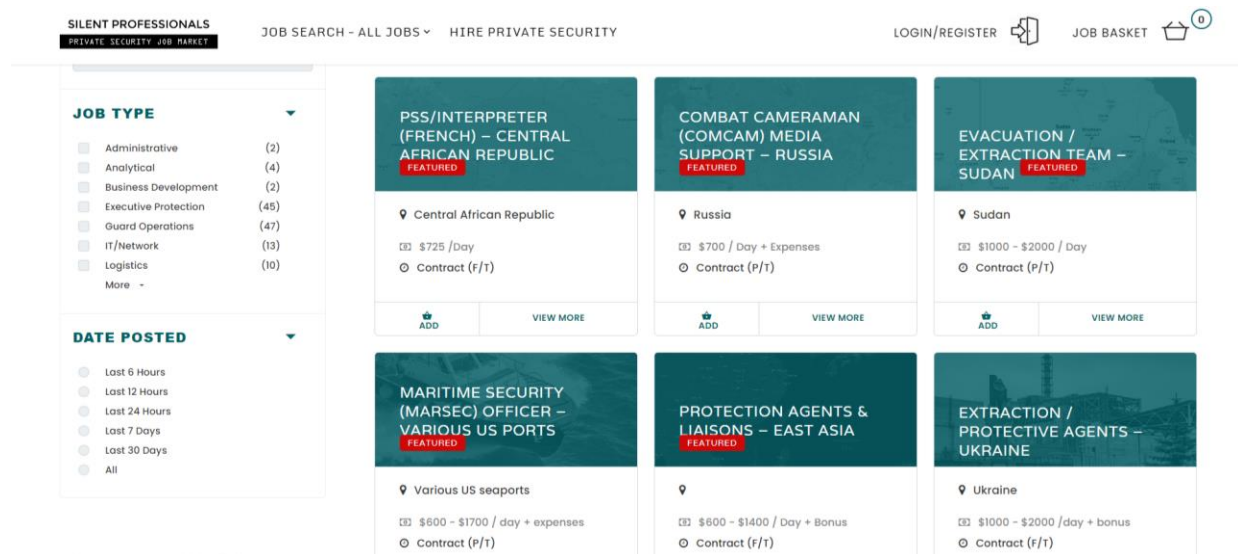 SILENT PROFESSIONALS
PRIVATE SECURITY JOB MARKET
JOB SEARCH - ALL JOBS
HIRE PRIVATE SECURITY
LOGIN/REGISTER
JOB BASKET
0
JOB TYPE
Administrative (2)
Analytical (4)
Business Development (2)
Executive Protection (45)
Guard Operations (47)
IT/Network (13)
Logistics (10)
More -
DATE POSTED
Last 6 Hours
Last 12 Hours
Last 24 Hours
Last 7 Days
Last 30 Days
All
PSS/INTERPRETER
(FRENCH) – CENTRAL
AFRICAN REPUBLIC
FEATURED
Central African Republic
$725 /Day
Contract (F/T)
ADD
VIEW MORE
COMBAT CAMERAMAN
(COMCAM) MEDIA
SUPPORT – RUSSIA
FEATURED
Russia
$700 / Day + Expenses
Contract (P/T)
ADD
VIEW MORE
EVACUATION /
EXTRACTION TEAM –
SUDAN
FEATURED
Sudan
$1000 - $2000 / Day
Contract (P/T)
ADD
VIEW MORE
MARITIME SECURITY
(MARSEC) OFFICER –
VARIOUS US PORTS
FEATURED
Various US seaports
$600 - $1700 / day + expenses
Contract (P/T)
PROTECTION AGENTS &
LIAISONS – EAST ASIA
FEATURED
$600 - $1400 / Day + Bonus
Contract (F/T)
EXTRACTION /
PROTECTIVE AGENTS –
UKRAINE
Ukraine
$1000 - $2000 /day + bonus
Contract (F/T)